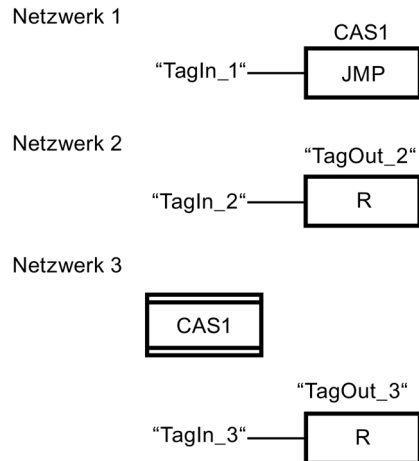 Netzwerk 1
CAS1
“TagIn_1“ JMP
Netzwerk 2
“TagOut_2“
“TagIn_2“ R
Netzwerk 3
CAS1
“TagOut_3“
“TagIn_3“ R